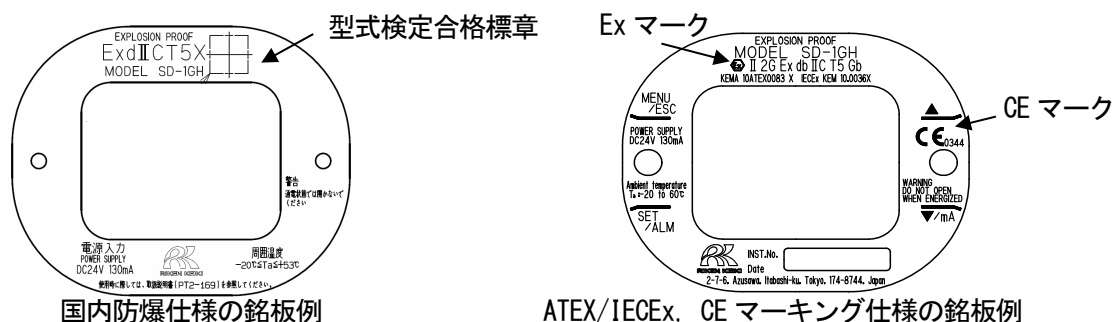 型式検定合格標章
EXPLOSION PROOF
ExdⅡCT5X
MODEL SD-1GH
警告
通電状態では開かないで
ください
電源入力
POWER SUPPLY
DC24V 130mA
RIKEN KEIKI
周囲温度
-20℃≦Ta≦+53℃
使用時に際しては、取扱説明書(PT2-169)を参照してください。
国内防爆仕様の銘板例
Ex マーク
EXPLOSION PROOF
MODEL SD-1GH
Ⅱ 2G Ex db ⅡC T5 Gb
KEMA 10ATEX0083 X IECEx KEM 10.0036X
MENU
/ESC
POWER SUPPLY
DC24V 130mA
Ambient temperature
Ta:-20 to 60℃
SET
/ALM
▲
CE 0344
CE マーク
WARNING
DO NOT OPEN
WHEN ENERGIZED
▼/mA
RIKEN KEIKI
INST.No.
Date
2-7-6. Azusawa. Itabashi-ku. Tokyo. 174-8744. Japan
ATEX/IECEx, CE マーキング仕様の銘板例